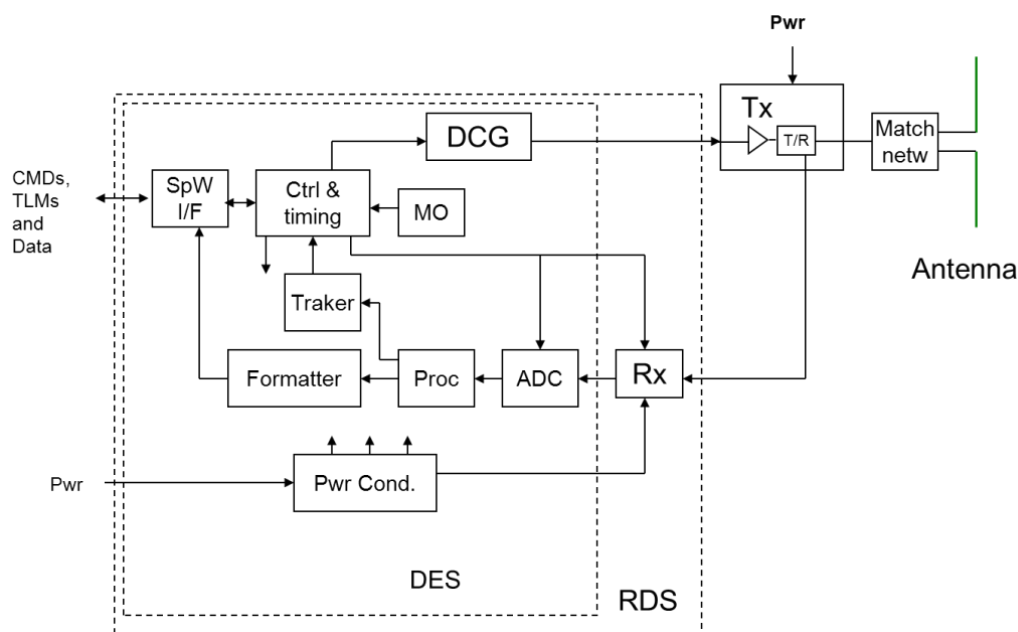 Pwr
Tx
T/R
Match
netw
Antenna
DCG
CMDs,
TLMs
and
Data
SpW
I/F
Ctrl &
timing
MO
Traker
Formatter
Proc
ADC
Rx
Pwr
Pwr Cond.
DES
RDS